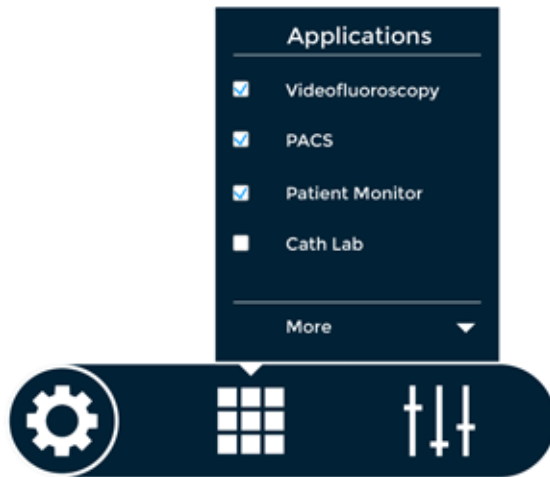 Applications
Videofluoroscopy
PACS
Patient Monitor
Cath Lab
More